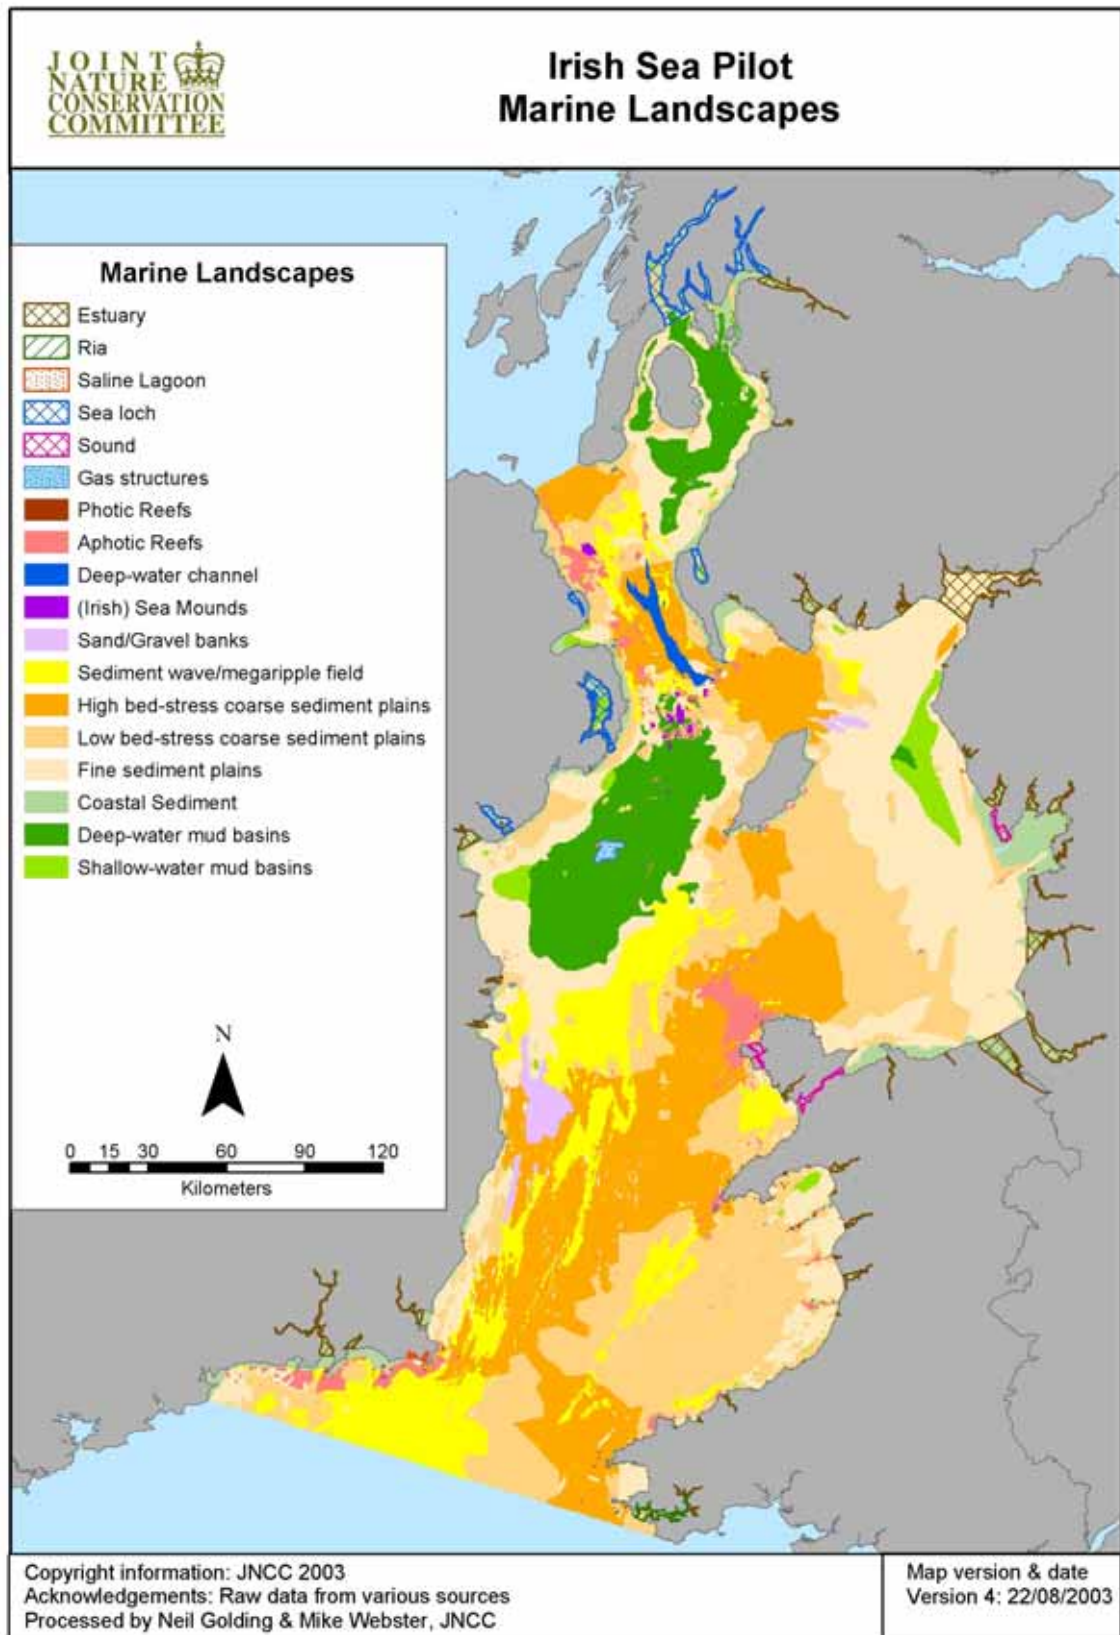 JOINT
NATURE
CONSERVATION
COMMITTEE
Irish Sea Pilot
Marine Landscapes
Marine Landscapes
Estuary
Ria
Saline Lagoon
Sea loch
Sound
Gas structures
Photic Reefs
Aphotic Reefs
Deep-water channel
(Irish) Sea Mounds
Sand/Gravel banks
Sediment wave/megaripple field
High bed-stress coarse sediment plains
Low bed-stress coarse sediment plains
Fine sediment plains
Coastal Sediment
Deep-water mud basins
Shallow-water mud basins
N
0 15 30 60 90 120
Kilometers
Copyright information: JNCC 2003
Acknowledgements: Raw data from various sources
Processed by Neil Golding & Mike Webster, JNCC
Map version & date
Version 4: 22/08/2003